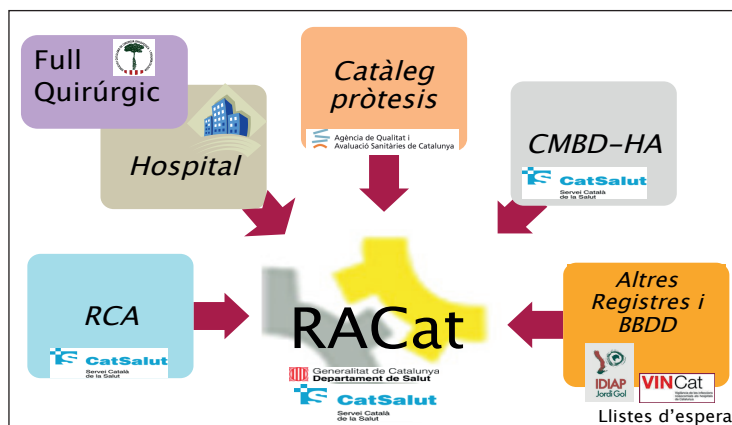 Full
Quirúrgic
Hospital
Catàleg
pròtesis
Agència de Qualitat i
Avaluació Sanitàries de Catalunya
CMBD-HA
CatSalut
Servei Català
de la Salut
RCA
CatSalut
Servei Català
de la Salut
RACat
Generalitat de Catalunya
Departament de Salut
CatSalut
Servei Català
de la Salut
Altres
Registres i
BBDD
IDIAP
Jordi Gol
VINCat
Llistes d'espera